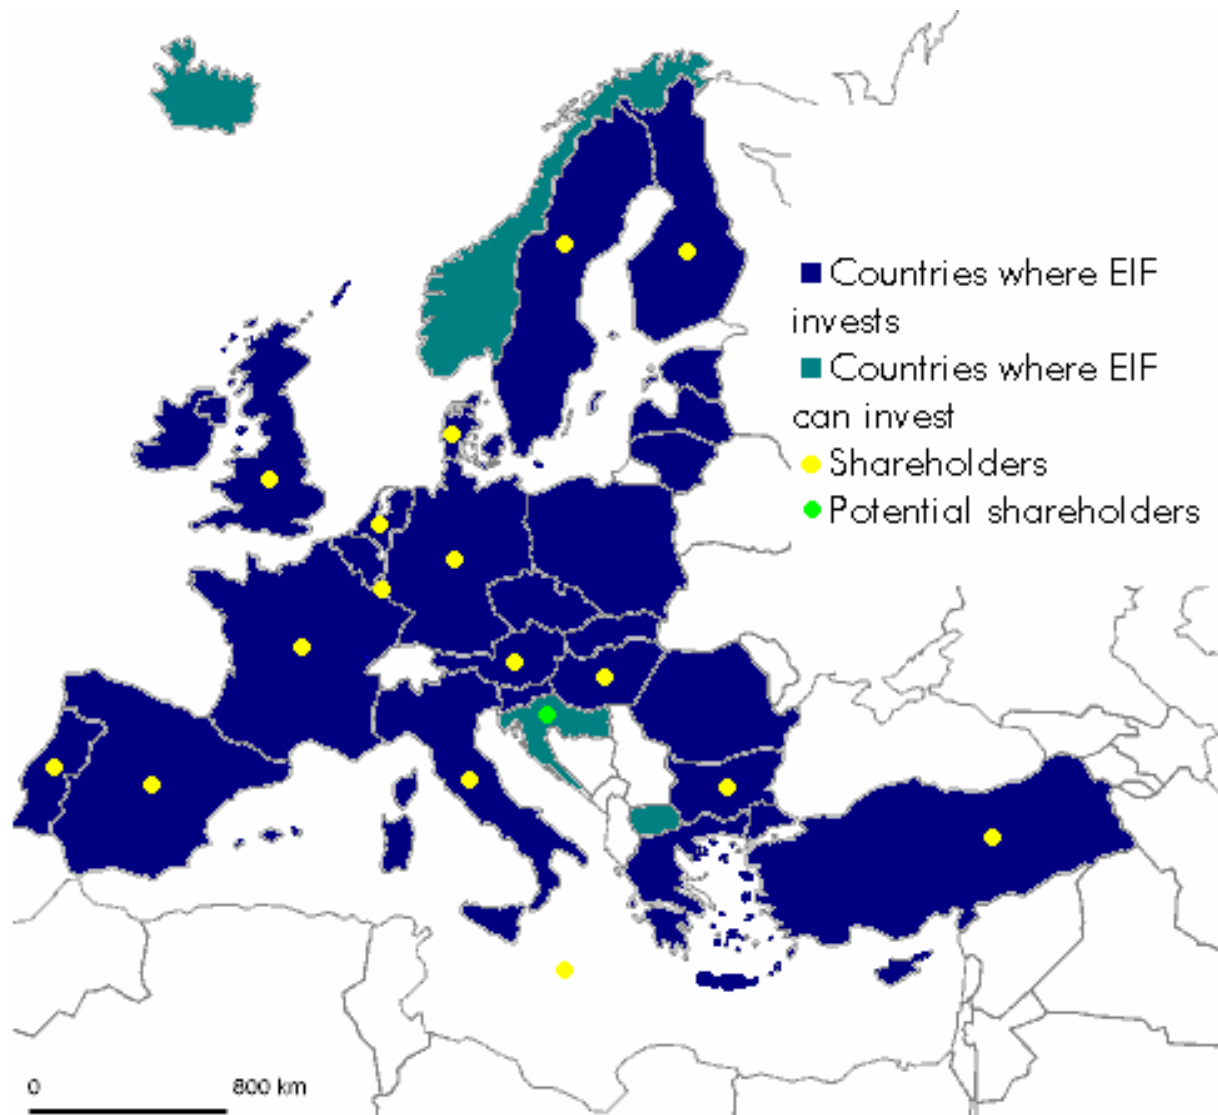 Countries where EIF
invests
Countries where EIF
can invest
Shareholders
Potential shareholders
0 800 km